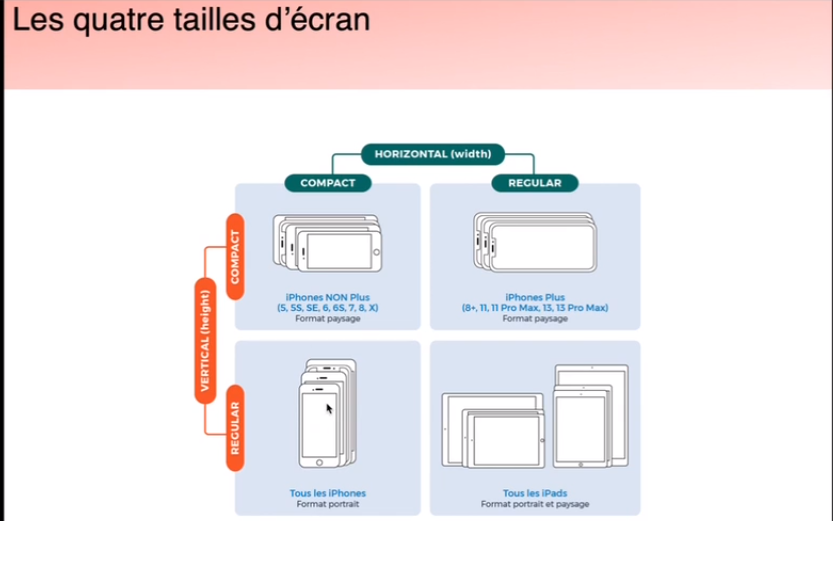 Les quatre tailles d'écran
HORIZONTAL (width)
COMPACT
REGULAR
VERTICAL (height)
COMPACT
iPhones NON Plus
(5, 5S, SE, 6, 6S, 7, 8, X)
Format paysage
iPhones Plus
(8+, 11, 11 Pro Max, 13, 13 Pro Max)
Format paysage
REGULAR
Tous les iPhones
Format portrait
Tous les iPads
Format portrait et paysage